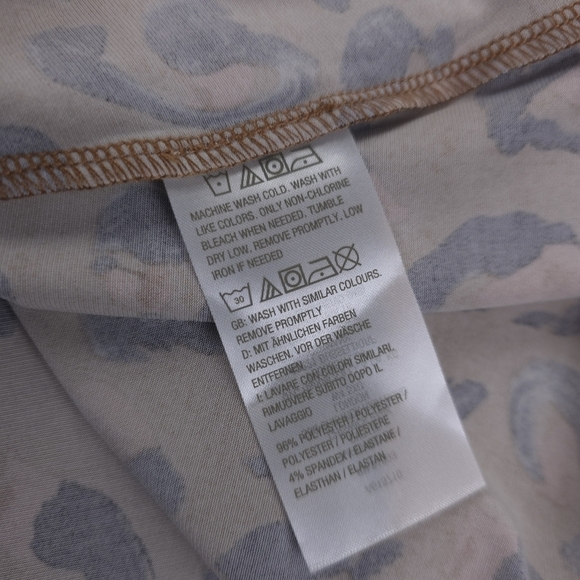 MACHINE WASH COLD. WASH WITH
LIKE COLORS. ONLY NON-CHLORINE
BLEACH WHEN NEEDED. TUMBLE
DRY LOW. REMOVE PROMPTLY. LOW
IRON IF NEEDED
30
GB: WASH WITH SIMILAR COLOURS.
REMOVE PROMPTLY
D: MIT ÄHNLICHEN FARBEN
WASCHEN. VOR DER WÄSCHE
ENTFERNEN
I: LAVARE CON COLORI SIMILARI.
RIMUOVERE SUBITO DOPO IL
LAVAGGIO
96% POLYESTER / POLYESTER /
POLYESTER / POLIESTERE
4% SPANDEX / ELASTANE /
ELASTHAN / ELASTAN